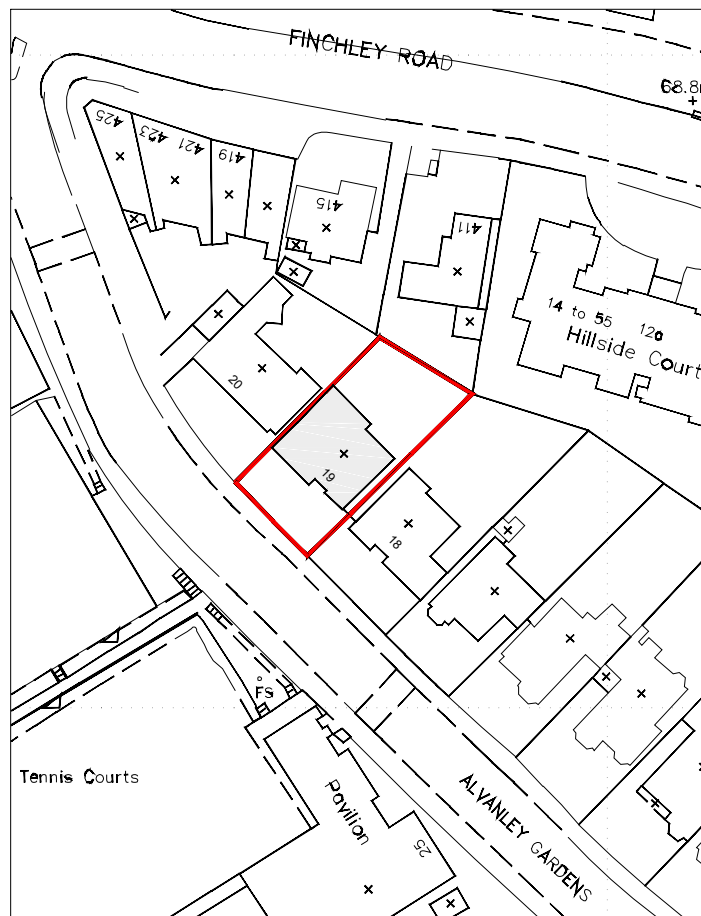 FINCHLEY ROAD
68.8m
425
423
421
419
415
411
14 to 55
120
Hillside Court
20
19
18
FS
Tennis Courts
Pavilion
25
ALVANLEY GARDENS